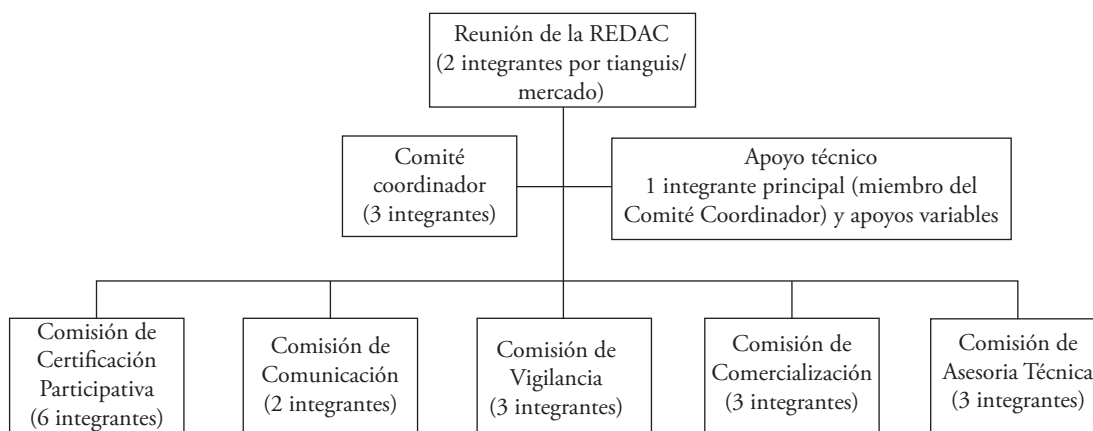 Reunión de la REDAC
(2 integrantes por tianguis/
mercado)
Comité
coordinador
(3 integrantes)
Apoyo técnico
1 integrante principal (miembro del
Comité Coordinador) y apoyos variables
Comisión de
Certificación
Participativa
(6 integrantes)
Comisión de
Comunicación
(2 integrantes)
Comisión de
Vigilancia
(3 integrantes)
Comisión de
Comercialización
(3 integrantes)
Comisión de
Asesoria Técnica
(3 integrantes)